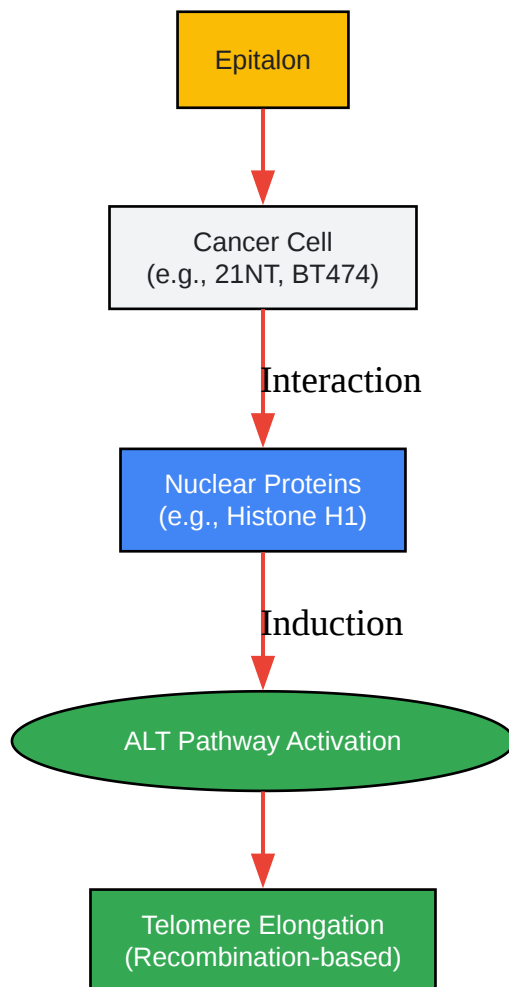 Epitalon
Cancer Cell
(e.g., 21NT, BT474)
Interaction
Nuclear Proteins
(e.g., Histone H1)
Induction
ALT Pathway Activation
Telomere Elongation
(Recombination-based)